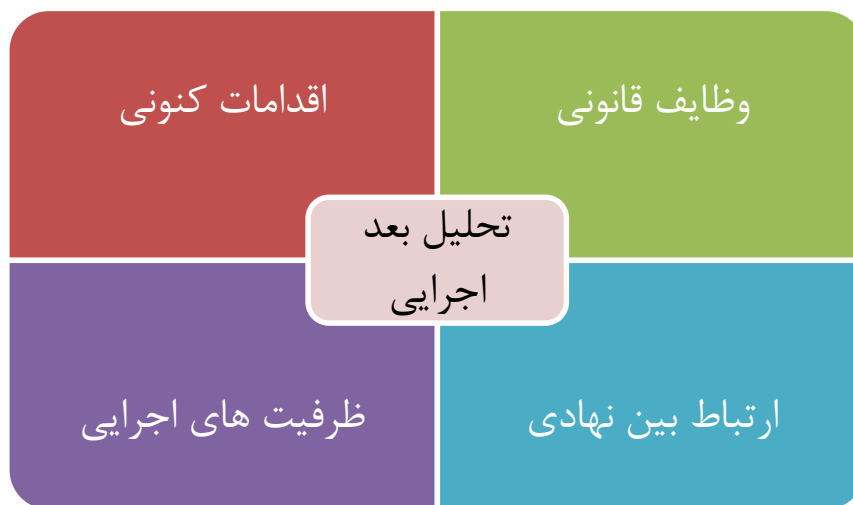 وظایف قانونی
اقدامات کنونی
تحلیل بعد
اجرایی
ارتباط بین نهادی
ظرفیت های اجرایی